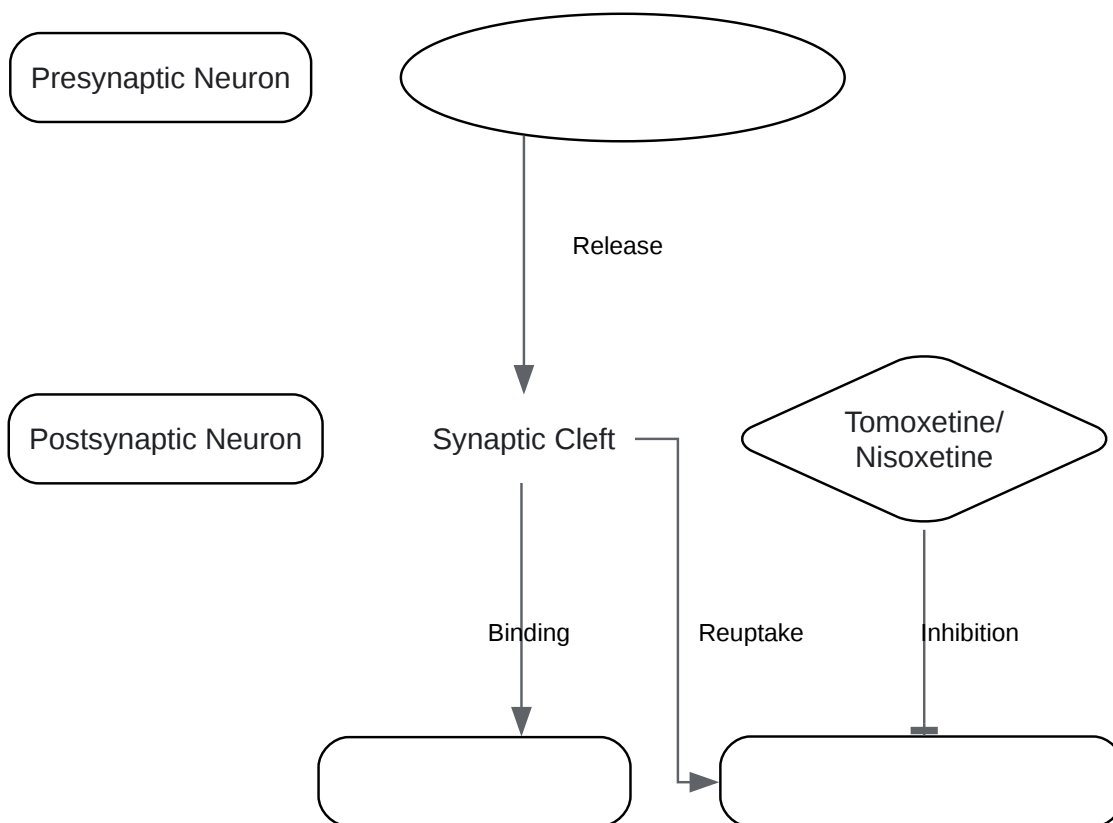 Presynaptic Neuron
Release
Postsynaptic Neuron
Synaptic Cleft
Tomoxetine/
Nisoxetine
Binding
Reuptake
Inhibition